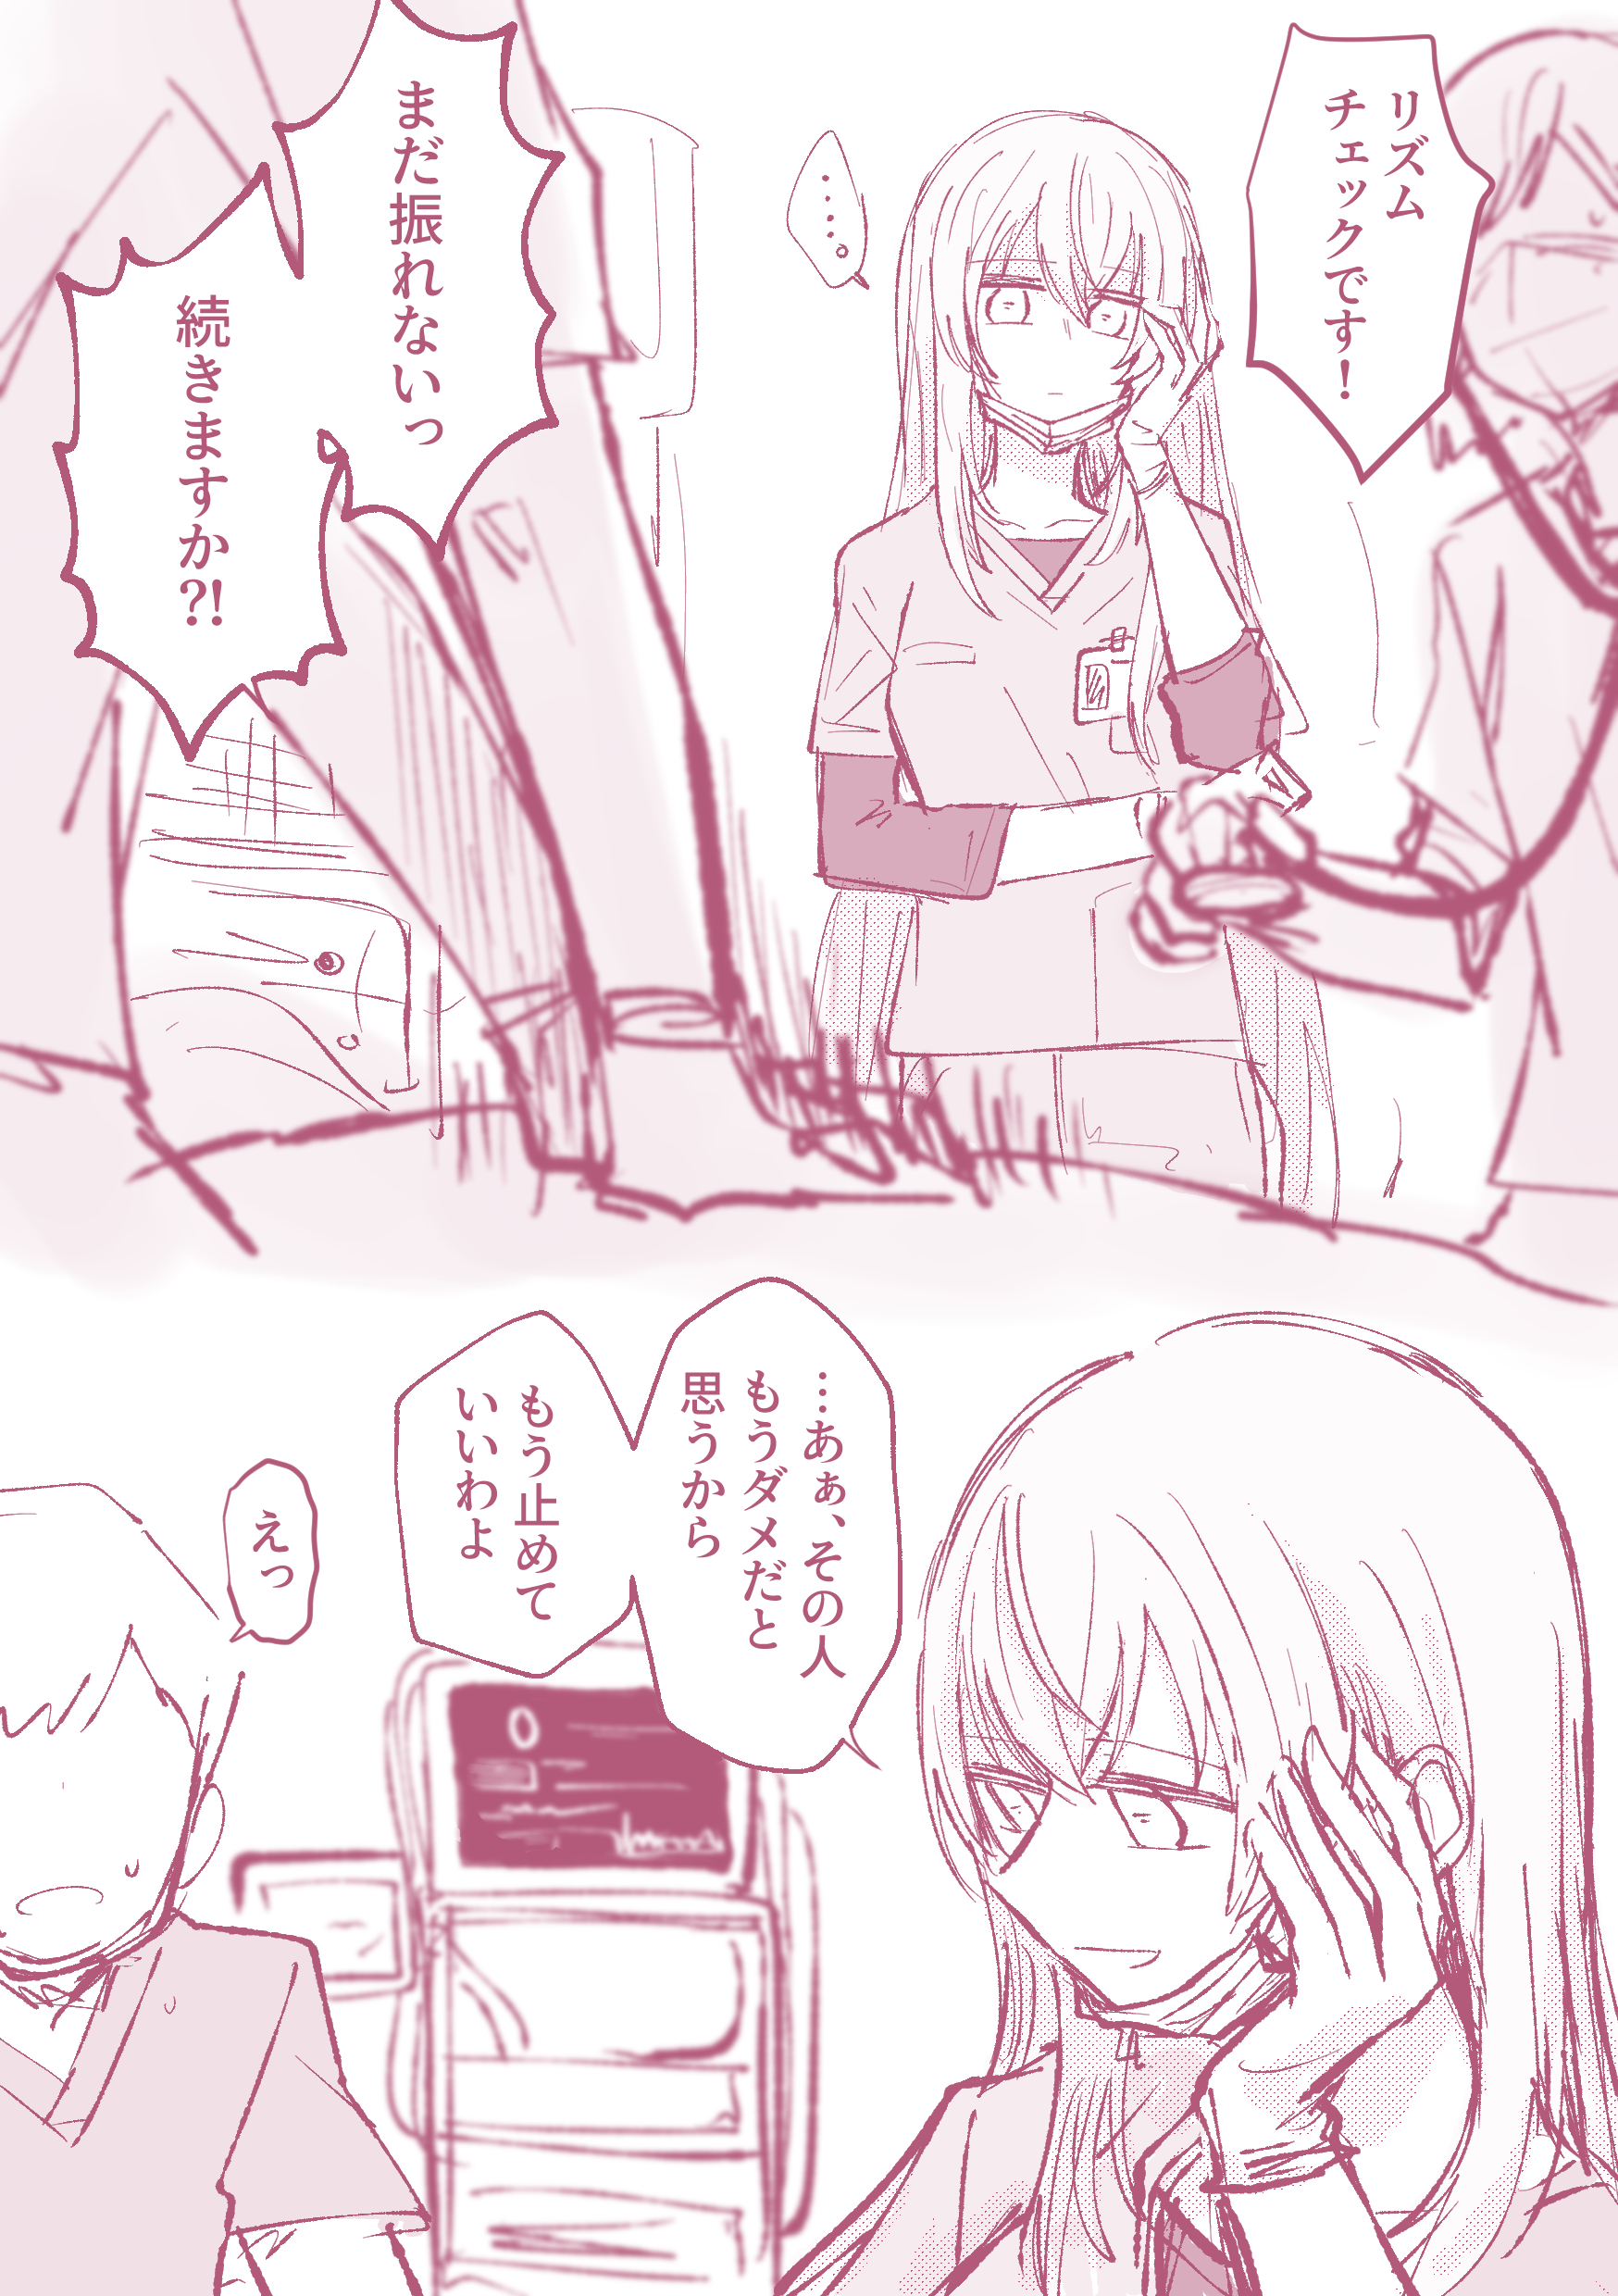 リズム
チェックです！
……。
まだ振れないっ
続きますか?!
…あぁ、その人
もうダメだと
思うから
もう止めて
いいわよ
えっ
0